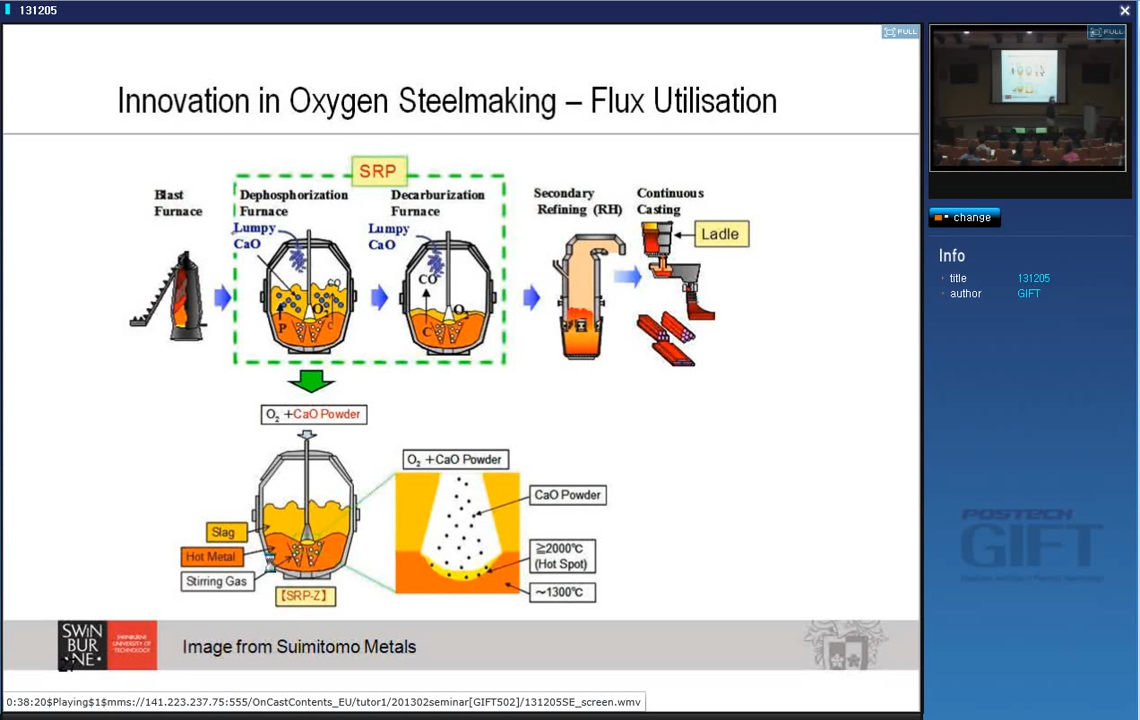 131205
FULL
FULL
Innovation in Oxygen Steelmaking – Flux Utilisation
SRP
Blast
Furnace
Dephosphorization
Furnace
Decarburization
Furnace
Secondary
Refining (RH)
Continuous
Casting
Lumpy
CaO
Lumpy
CaO
Ladle
CO
CO
O2
O2
P
C
C
O2 +CaO Powder
O2 +CaO Powder
CaO Powder
Slag
Hot Metal
Stirring Gas
≧2000℃
(Hot Spot)
～1300℃
【SRP-Z】
SWiN
BUR
·NE·
SWINBURNE
UNIVERSITY OF
TECHNOLOGY
Image from Suimitomo Metals
0:38:20$Playing$1$mms://141.223.237.75:555/OnCastContents_EU/tutor1/201302seminar[GIFT502]/131205SE_screen.wmv
change
Info
title 131205
author GIFT
POSTECH
GIFT